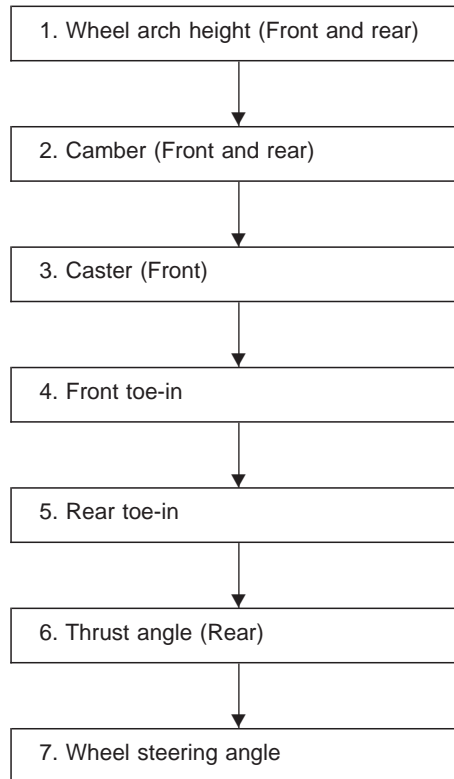 1. Wheel arch height (Front and rear)
2. Camber (Front and rear)
3. Caster (Front)
4. Front toe-in
5. Rear toe-in
6. Thrust angle (Rear)
7. Wheel steering angle